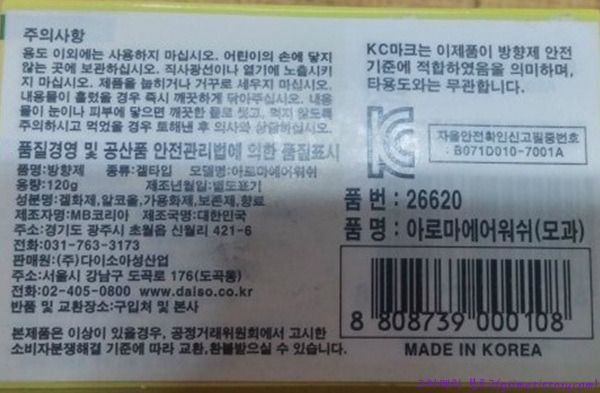 주의사항
용도 이외에는 사용하지 마십시오. 어린이의 손에 닿지
않는 곳에 보관하십시오. 직사광선이나 열기에 노출시키
지 마십시오. 제품을 눕히거나 거꾸로 세우지 마십시오.
내용물이 흘렀을 경우 즉시 깨끗하게 닦아주십시오. 내용
물이 눈이나 피부에 닿으면 깨끗한 물로 씻고, 먹지 않도록
주의하시고 먹었을 경우 토해낸 후 의사와 상담하십시오.
품질경영 및 공산품 안전관리법에 의한 품질표시
품명:방향제 종류:겔타입 모델명:아로마에어워쉬
용량:120g 제조년월일:별도표기
성분명:겔화제,알코올,가용화제,보존제,향료
제조자명:MB코리아 제조국명:대한민국
주소:경기도 광주시 초월읍 신월리 421-6
전화:031-763-3173
판매원:(주)다이소아성산업
주소:서울시 강남구 도곡로 176(도곡동)
전화:02-405-0800 www.daiso.co.kr
반품 및 교환장소:구입처 및 본사
본제품은 이상이 있을경우, 공정거래위원회에서 고시한
소비자분쟁해결 기준에 따라 교환,환불받으실 수 있습니다.
KC마크는 이제품이 방향제 안전
기준에 적합하였음을 의미하며,
타용도와는 무관합니다.
자율안전확인신고필증번호
: B071D010-7001A
품 번 : 26620
품 명 : 아로마에어워쉬(모과)
8 808739 000108
MADE IN KOREA